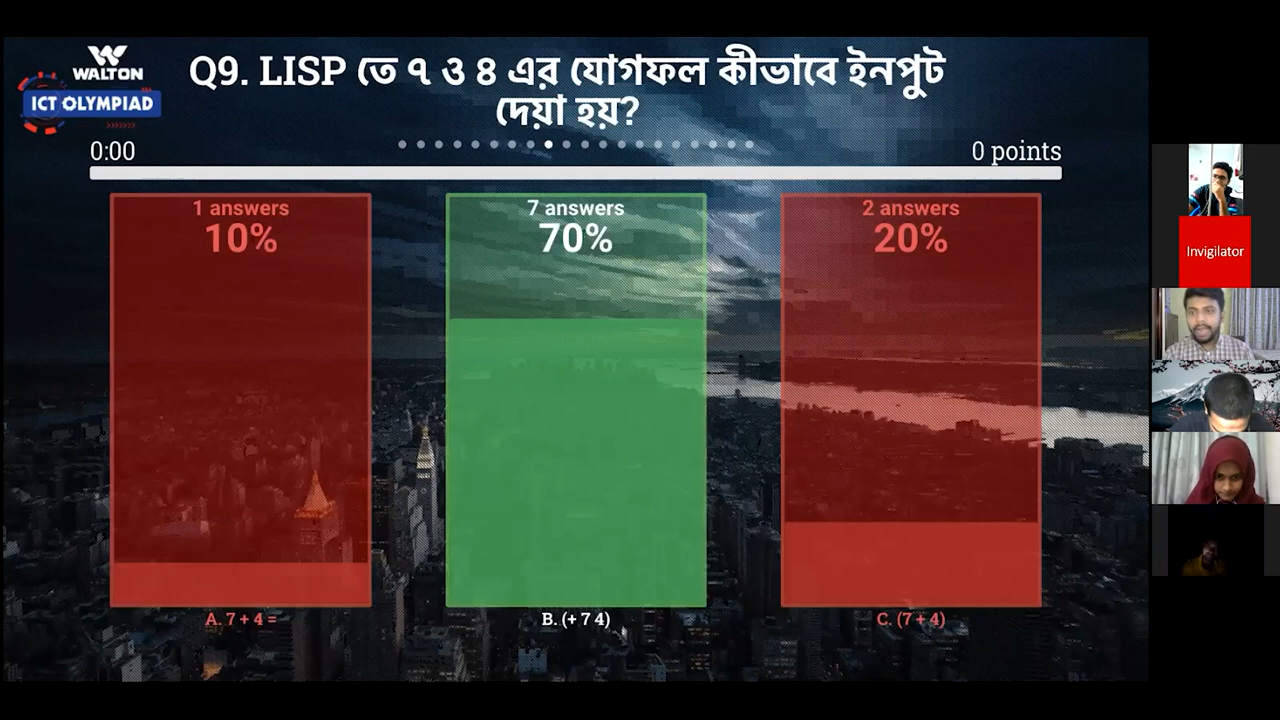 WALTON
ICT OLYMPIAD
Q9. LISP তে ৭ ও ৪ এর যোগফল কীভাবে ইনপুট
দেয়া হয়?
0:00
0 points
1 answers
10%
7 answers
70%
2 answers
20%
A. 7 + 4 =
B. (+ 7 4)
C. (7 + 4)
Invigilator